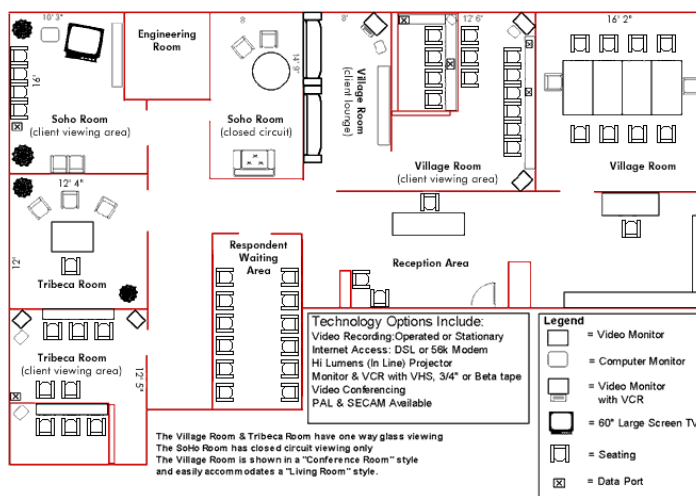 10' 3"
16'
Soho Room
(client viewing area)
Engineering
Room
8'
14' 9"
Soho Room
(closed circuit)
8'
Village
Room
(client
lounge)
12' 6"
Village Room
(client viewing area)
16' 2"
Village Room
12' 4"
12'
Tribeca Room
Respondent
Waiting
Area
Reception Area
Tribeca Room
(client viewing area)
12' 5"
Technology Options Include:
Video Recording:Operated or Stationary
Internet Access: DSL or 56k Modem
Hi Lumens (In Line) Projector
Monitor & VCR with VHS, 3/4" or Beta tape
Video Conferencing
PAL & SECAM Available
The Village Room & Tribeca Room have one way glass viewing
The SoHo Room has closed circuit viewing only
The Village Room is shown in a "Conference Room" style
and easily accommodates a "Living Room" style.
Legend
= Video Monitor
= Computer Monitor
= Video Monitor
with VCR
= 60" Large Screen TV
= Seating
= Data Port